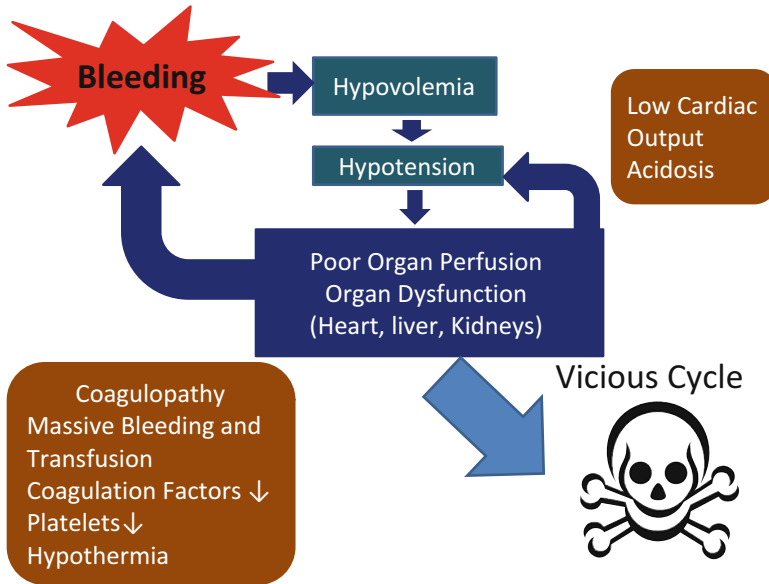 Bleeding
Hypovolemia
Hypotension
Low Cardiac
Output
Acidosis
Poor Organ Perfusion
Organ Dysfunction
(Heart, liver, Kidneys)
Vicious Cycle
Coagulopathy
Massive Bleeding and
Transfusion
Coagulation Factors ↓
Platelets↓
Hypothermia